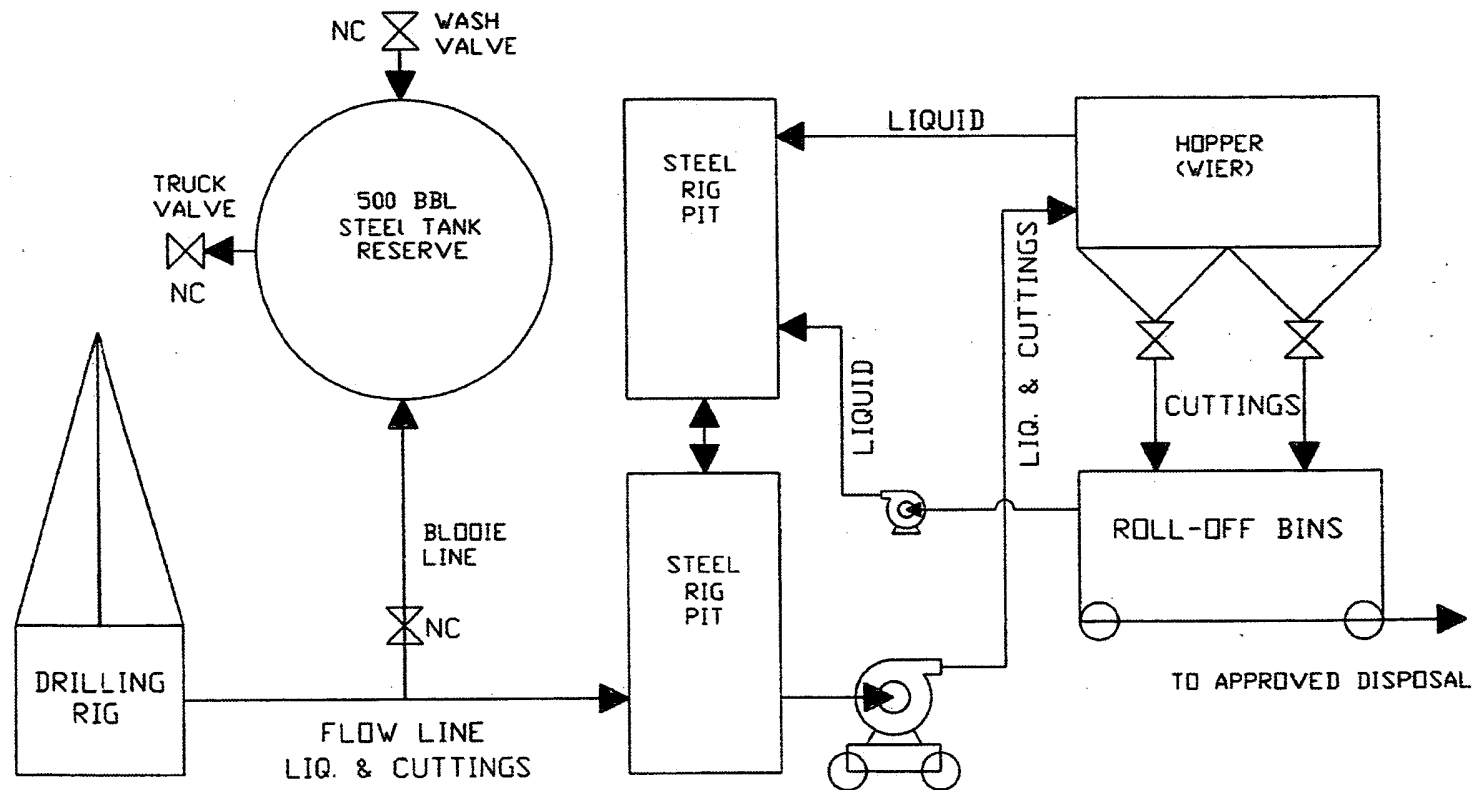 NC
WASH
VALVE
TRUCK
VALVE
NC
500 BBL
STEEL TANK
RESERVE
STEEL
RIG
PIT
LIQUID
HOPPER
(WIER)
LIQ. & CUTTINGS
LIQUID
CUTTINGS
BLOOIE
LINE
NC
STEEL
RIG
PIT
ROLL-OFF BINS
DRILLING
RIG
FLOW LINE
LIQ. & CUTTINGS
TO APPROVED DISPOSAL